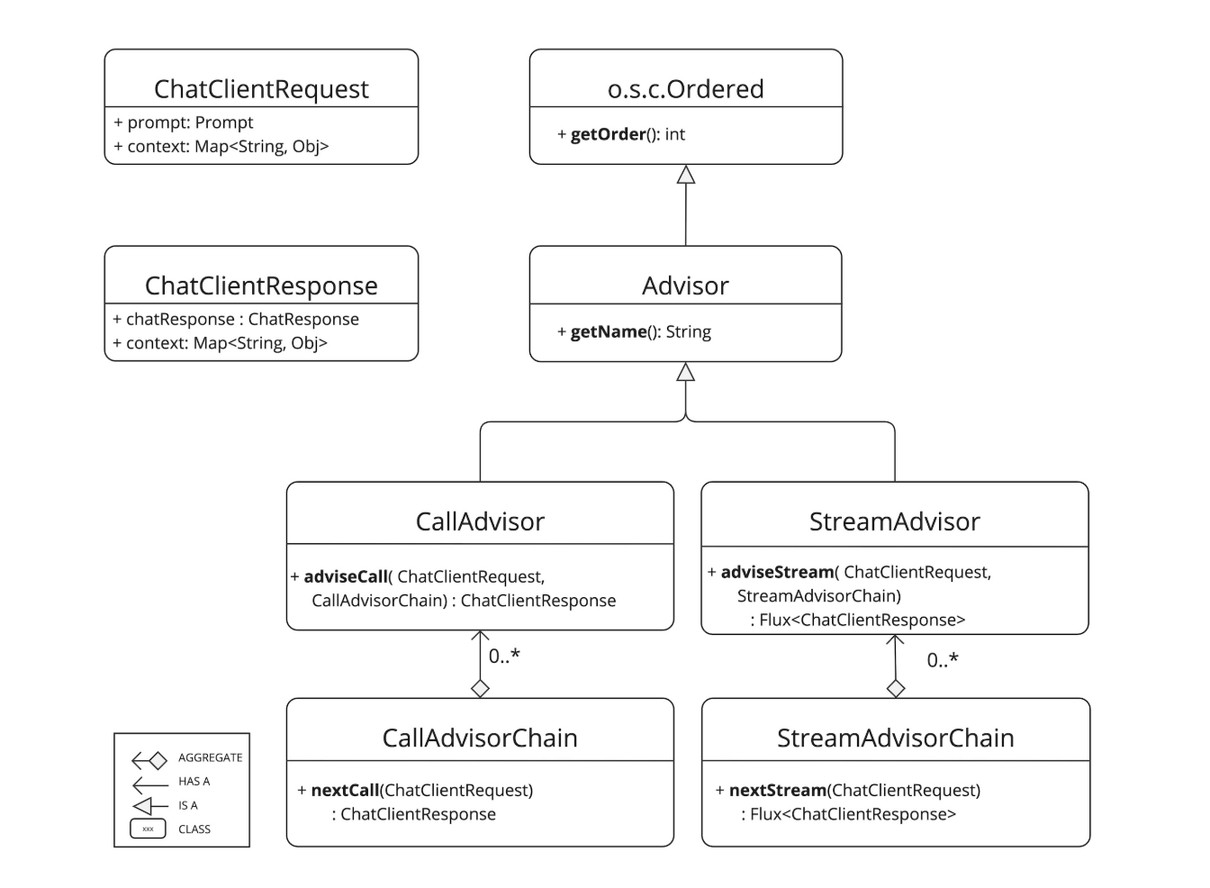 ChatClientRequest
+ prompt: Prompt
+ context: Map<String, Obj>
o.s.c.Ordered
+ getOrder(): int
ChatClientResponse
+ chatResponse : ChatResponse
+ context: Map<String, Obj>
Advisor
+ getName(): String
CallAdvisor
+ adviseCall( ChatClientRequest,
CallAdvisorChain) : ChatClientResponse
StreamAdvisor
+ adviseStream( ChatClientRequest,
StreamAdvisorChain)
: Flux<ChatClientResponse>
0..*
0..*
CallAdvisorChain
+ nextCall(ChatClientRequest)
: ChatClientResponse
StreamAdvisorChain
+ nextStream(ChatClientRequest)
: Flux<ChatClientResponse>
AGGREGATE
HAS A
IS A
xxx CLASS